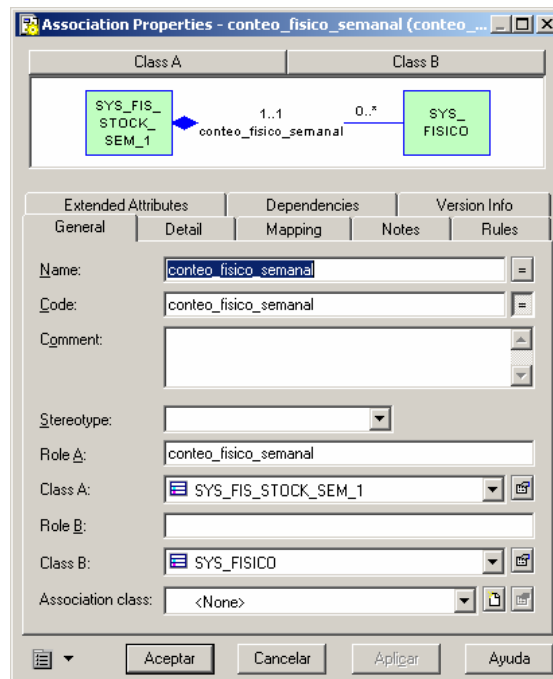 Association Properties - conteo_fisico_semanal (conteo_...
Class A
Class B
SYS_FIS_
STOCK_
SEM_1
1..1
conteo_fisico_semanal
0..*
SYS_
FISICO
Extended Attributes
Dependencies
Version Info
General
Detail
Mapping
Notes
Rules
Name:
conteo_fisico_semanal
=
Code:
conteo_fisico_semanal
=
Comment:
Stereotype:
Role A:
conteo_fisico_semanal
Class A:
SYS_FIS_STOCK_SEM_1
Role B:
Class B:
SYS_FISICO
Association class:
<None>
Aceptar
Cancelar
Aplicar
Ayuda